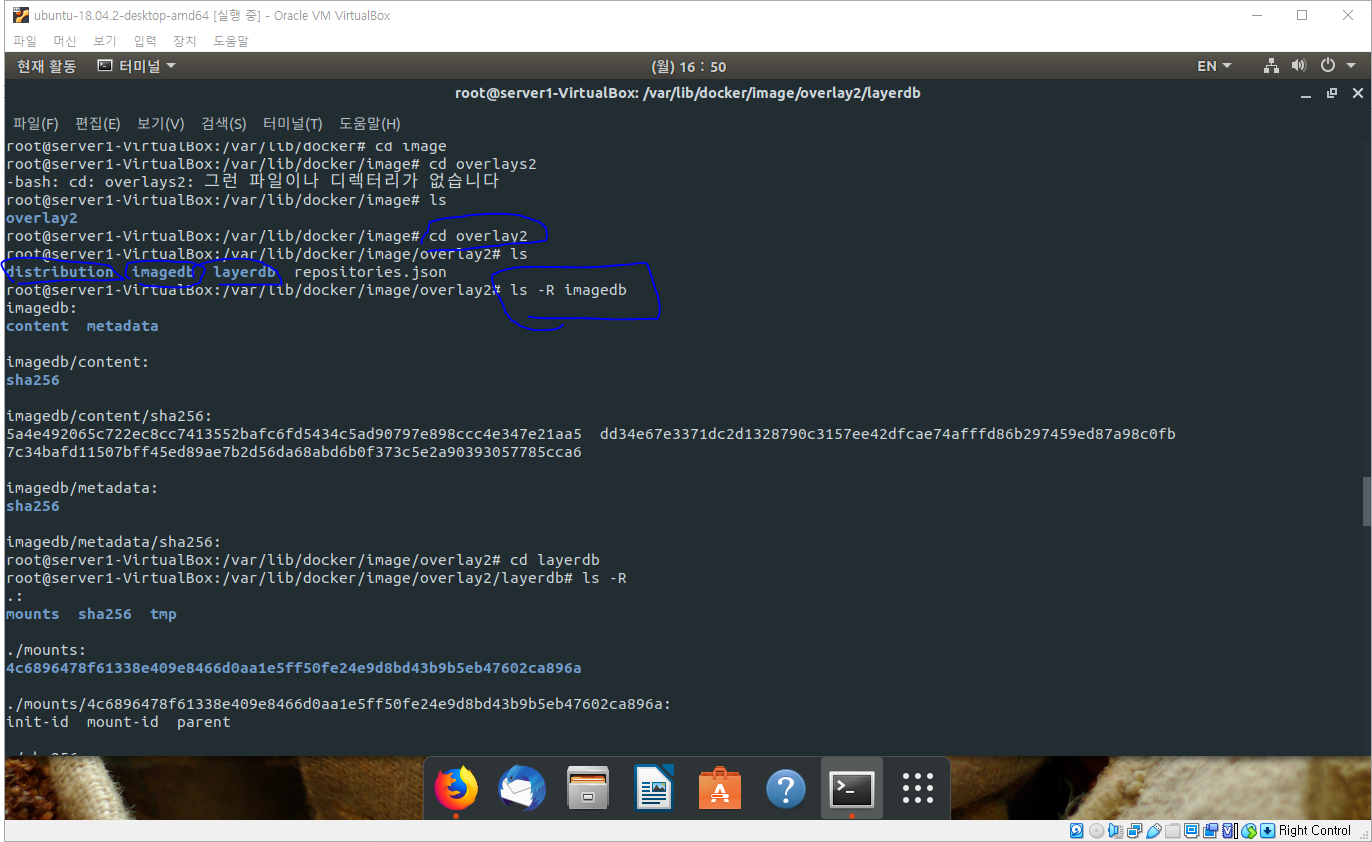 ubuntu-18.04.2-desktop-amd64 [실행 중] - Oracle VM VirtualBox
파일 머신 보기 입력 장치 도움말
현재 활동 터미널 (월) 16 : 50 EN
root@server1-VirtualBox: /var/lib/docker/image/overlay2/layerdb
파일(F) 편집(E) 보기(V) 검색(S) 터미널(T) 도움말(H)
root@server1-VirtualBox:/var/lib/docker# cd image
root@server1-VirtualBox:/var/lib/docker/image# cd overlays2
-bash: cd: overlays2: 그런 파일이나 디렉터리가 없습니다
root@server1-VirtualBox:/var/lib/docker/image# ls
overlay2
root@server1-VirtualBox:/var/lib/docker/image# cd overlay2
root@server1-VirtualBox:/var/lib/docker/image/overlay2# ls
distribution imagedb layerdb repositories.json
root@server1-VirtualBox:/var/lib/docker/image/overlay2# ls -R imagedb
imagedb:
content metadata
imagedb/content:
sha256
imagedb/content/sha256:
5a4e492065c722ec8cc7413552bafc6fd5434c5ad90797e898ccc4e347e21aa5 dd34e67e3371dc2d1328790c3157ee42dfcae74afffd86b297459ed87a98c0fb
7c34bafd11507bff45ed89ae7b2d56da68abd6b0f373c5e2a90393057785cca6
imagedb/metadata:
sha256
imagedb/metadata/sha256:
root@server1-VirtualBox:/var/lib/docker/image/overlay2# cd layerdb
root@server1-VirtualBox:/var/lib/docker/image/overlay2/layerdb# ls -R
.:
mounts sha256 tmp
./mounts:
4c6896478f61338e409e8466d0aa1e5ff50fe24e9d8bd43b9b5eb47602ca896a
./mounts/4c6896478f61338e409e8466d0aa1e5ff50fe24e9d8bd43b9b5eb47602ca896a:
init-id mount-id parent
Right Control